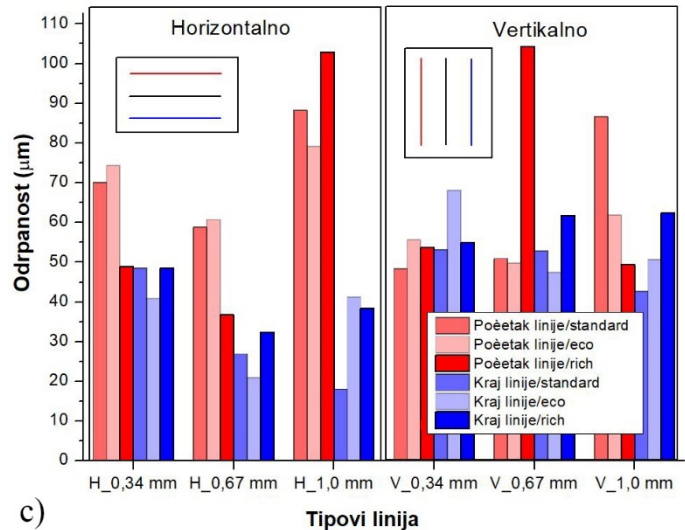 Horizontalno
Vertikalno
110
100
90
80
70
60
50
40
30
20
10
0
Odrpanost (μm)
Poèetak linije/standard
Poèetak linije/eco
Poèetak linije/rich
Kraj linije/standard
Kraj linije/eco
Kraj linije/rich
H_0,34 mm H_0,67 mm H_1,0 mm V_0,34 mm V_0,67 mm V_1,0 mm
c)
Tipovi linija